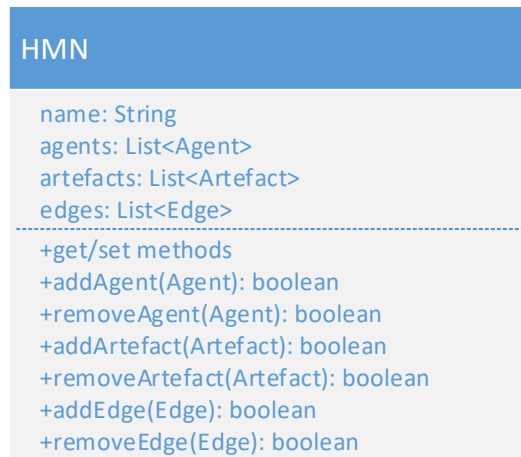 HMN
name: String
agents: List<Agent>
artefacts: List<Artefact>
edges: List<Edge>
+get/set methods
+addAgent(Agent): boolean
+removeAgent(Agent): boolean
+addArtefact(Artefact): boolean
+removeArtefact(Artefact): boolean
+addEdge(Edge): boolean
+removeEdge(Edge): boolean